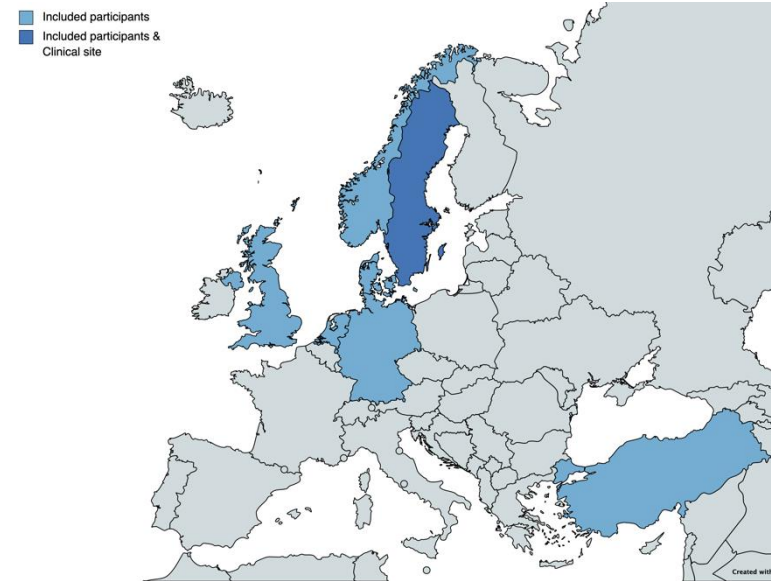 Included participants
Included participants &
Clinical site
Created with